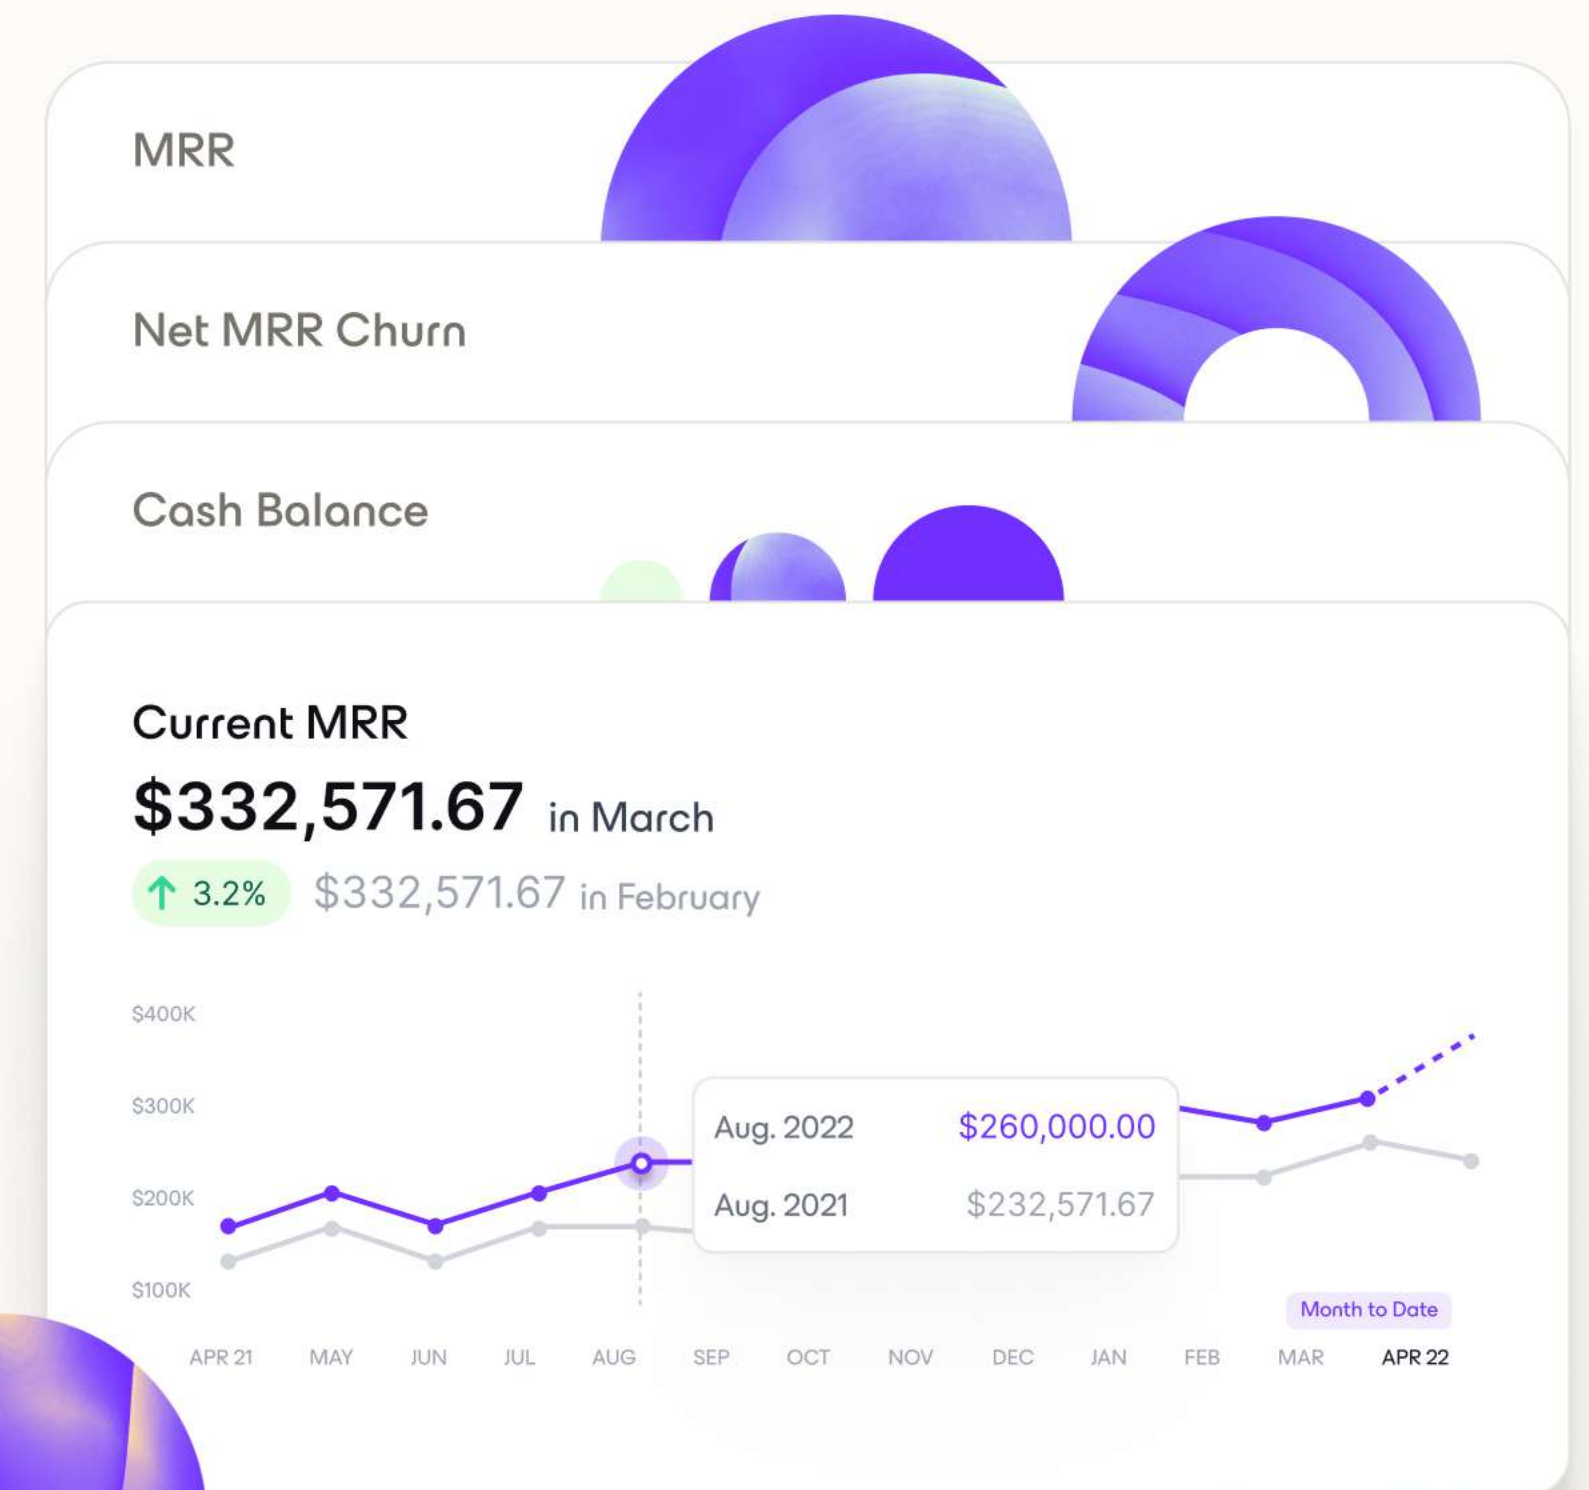 MRR
Net MRR Churn
Cash Balance
Current MRR
$332,571.67 in March
3.2% $332,571.67 in February
$400K
$300K
$200K
$100K
Aug. 2022 $260,000.00
Aug. 2021 $232,571.67
Month to Date
APR 21 MAY JUN JUL AUG SEP OCT NOV DEC JAN FEB MAR APR 22